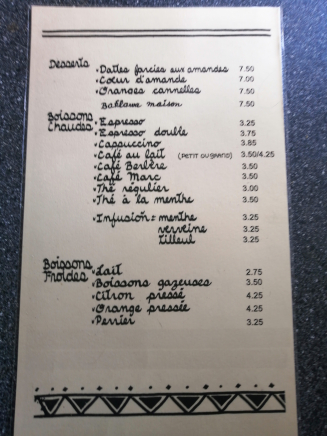 Desserts
• Dattes farcies aux amandes 7.50
• Coeur d'amande 7.00
• Oranges cannelles 7.50
Baklawa maison 7.50
Boissons Chaudes
• Espresso 3.25
• Espresso double 3.75
• Cappuccino 3.85
• Café au lait (PETIT OU GRAND) 3.50/4.25
• Café Berbère 3.50
• Café Marc 3.50
• Thé régulier 3.00
• Thé à la menthe 3.50
• Infusion = menthe 3.25
verveine 3.25
tilleul 3.25
Boissons Froides
• Lait 2.75
• Boissons gazeuses 3.50
• Citron pressé 4.25
• Orange pressée 4.25
• Perrier 3.25